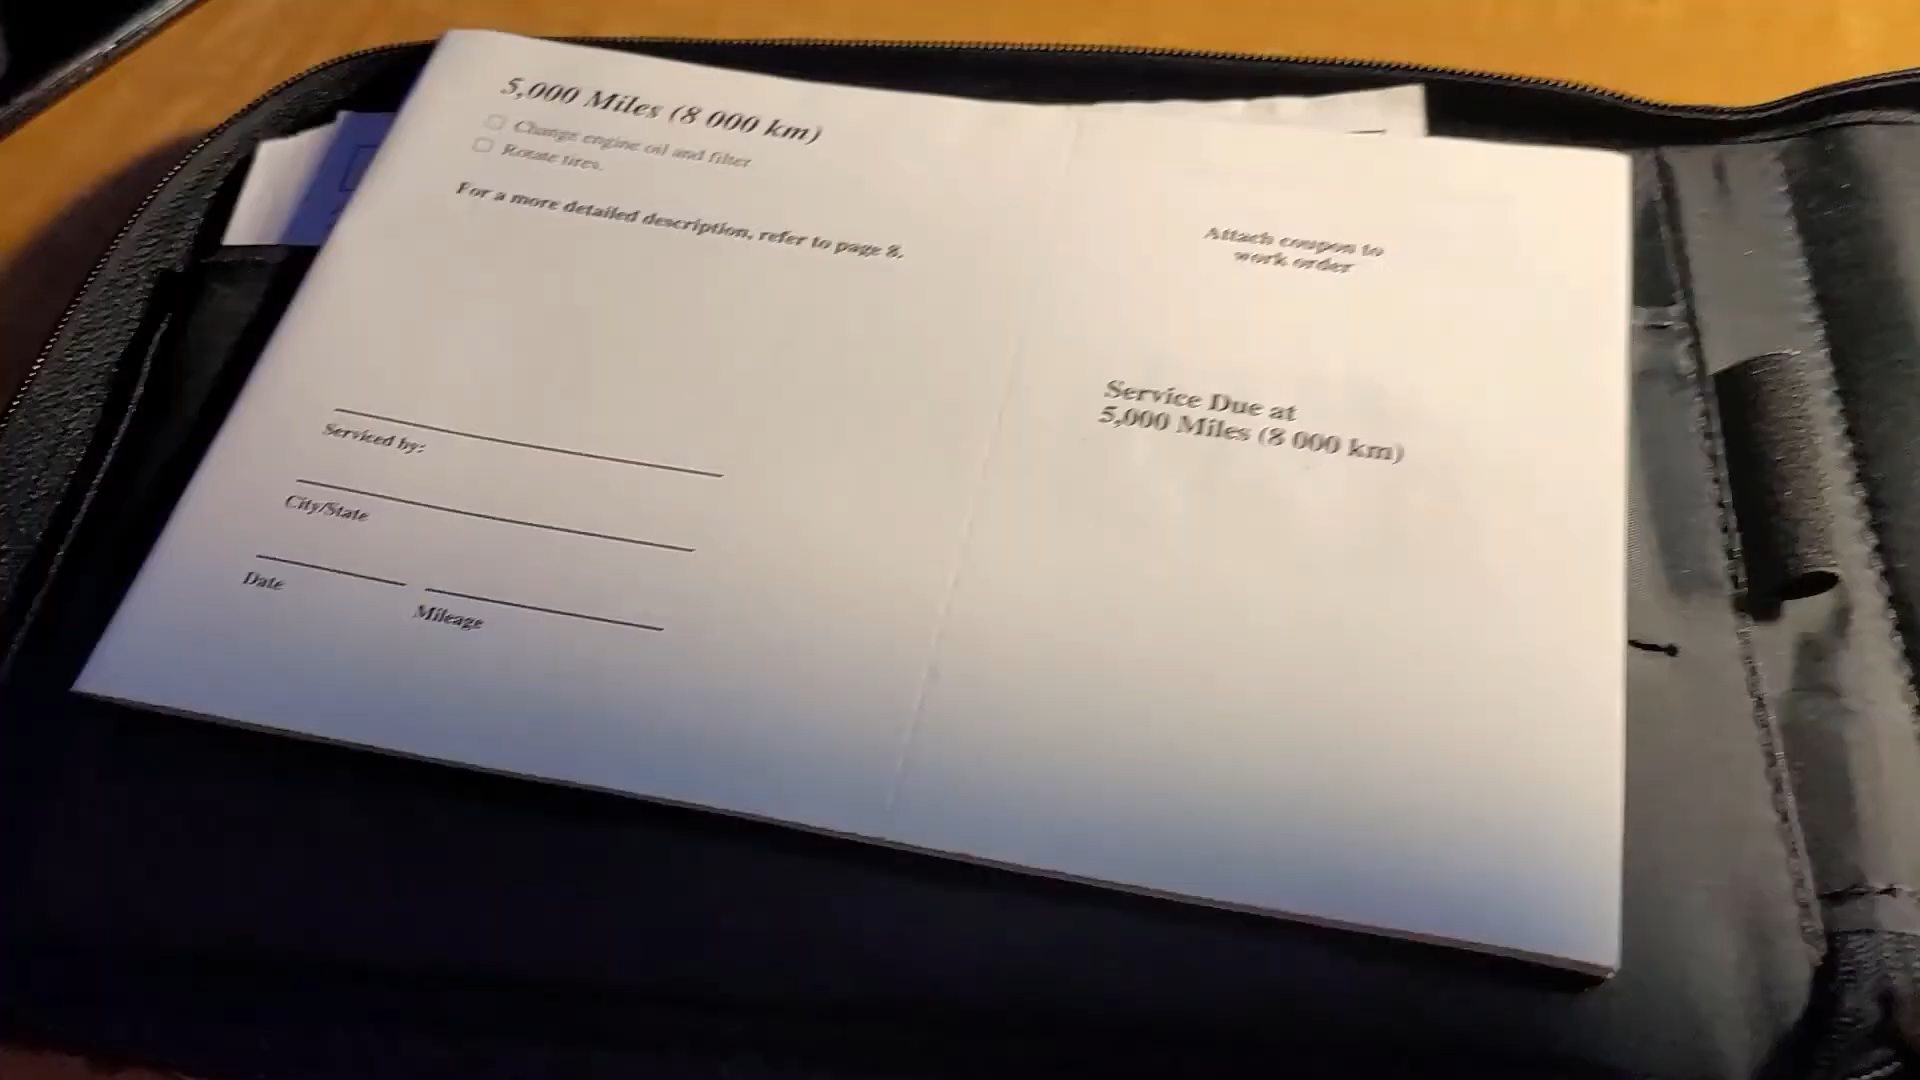 5,000 Miles (8 000 km)
Change engine oil and filter
Rotate tires.
For a more detailed description, refer to page 8.
Serviced by:
City/State
Date
Mileage
Attach coupon to
work order
Service Due at
5,000 Miles (8 000 km)